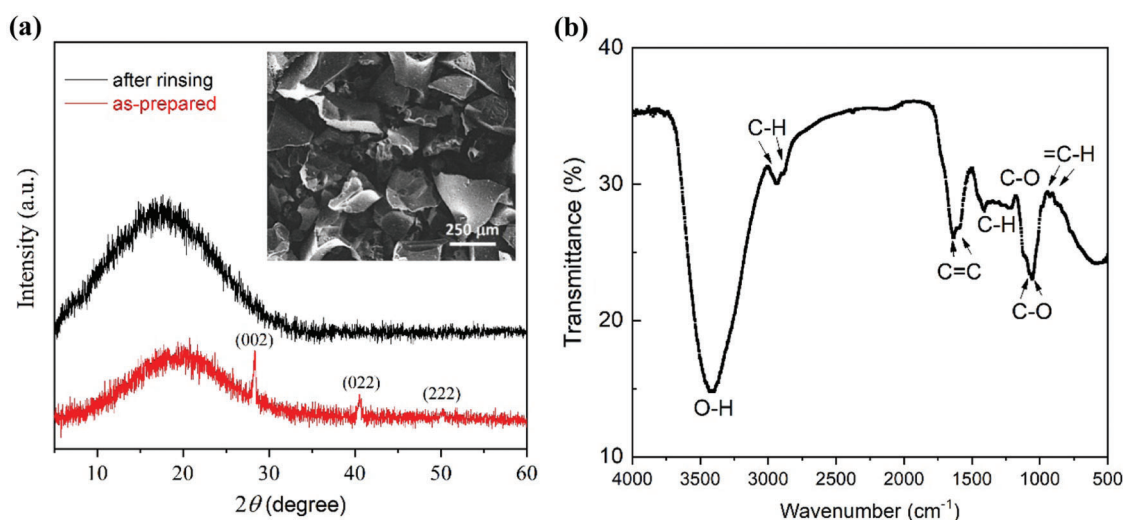 (a)
after rinsing
as-prepared
250 μm
(002)
(022)
(222)
Intensity (a.u.)
10 20 30 40 50 60
2θ (degree)
(b)
40
30
20
10
Transmittance (%)
C-H
=C-H
C-O
C-H
C=C
C-O
O-H
4000 3500 3000 2500 2000 1500 1000 500
Wavenumber (cm⁻¹)